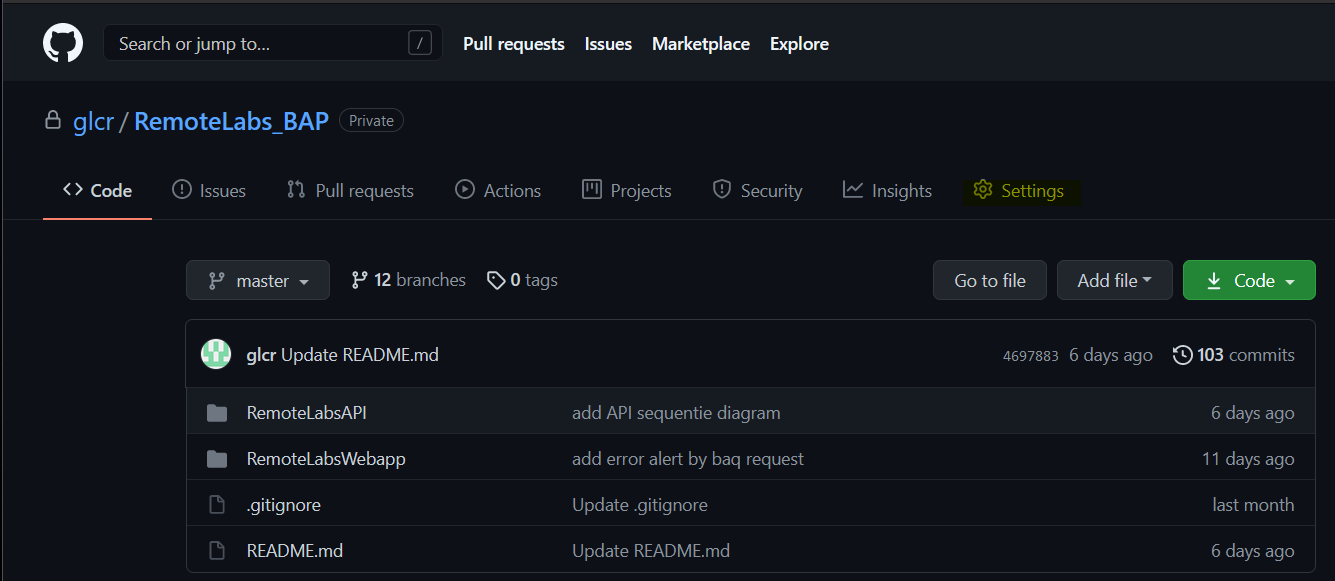 Search or jump to... / Pull requests Issues Marketplace Explore
glcr / RemoteLabs_BAP Private
Code Issues Pull requests Actions Projects Security Insights Settings
master 12 branches 0 tags Go to file Add file Code
glcr Update README.md 4697883 6 days ago 103 commits
RemoteLabsAPI add API sequentie diagram 6 days ago
RemoteLabsWebapp add error alert by baq request 11 days ago
.gitignore Update .gitignore last month
README.md Update README.md 6 days ago